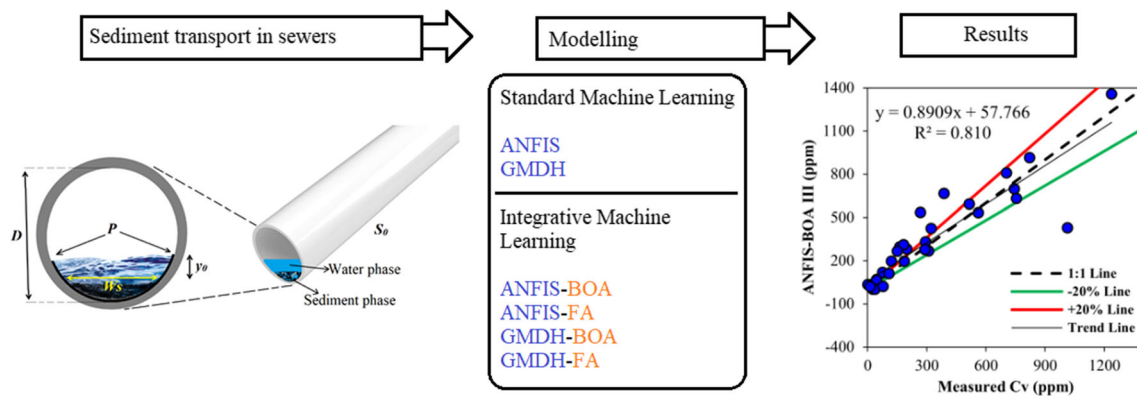 Sediment transport in sewers
Modelling
Results
D
P
y₀
Ws
S₀
Water phase
Sediment phase
Standard Machine Learning
ANFIS
GMDH
Integrative Machine
Learning
ANFIS-BOA
ANFIS-FA
GMDH-BOA
GMDH-FA
ANFIS-BOA III (ppm)
1400
1100
800
500
200
-100
-400
y = 0.8909x + 57.766
R² = 0.810
1:1 Line
-20% Line
+20% Line
Trend Line
0 300 600 900 1200
Measured Cv (ppm)